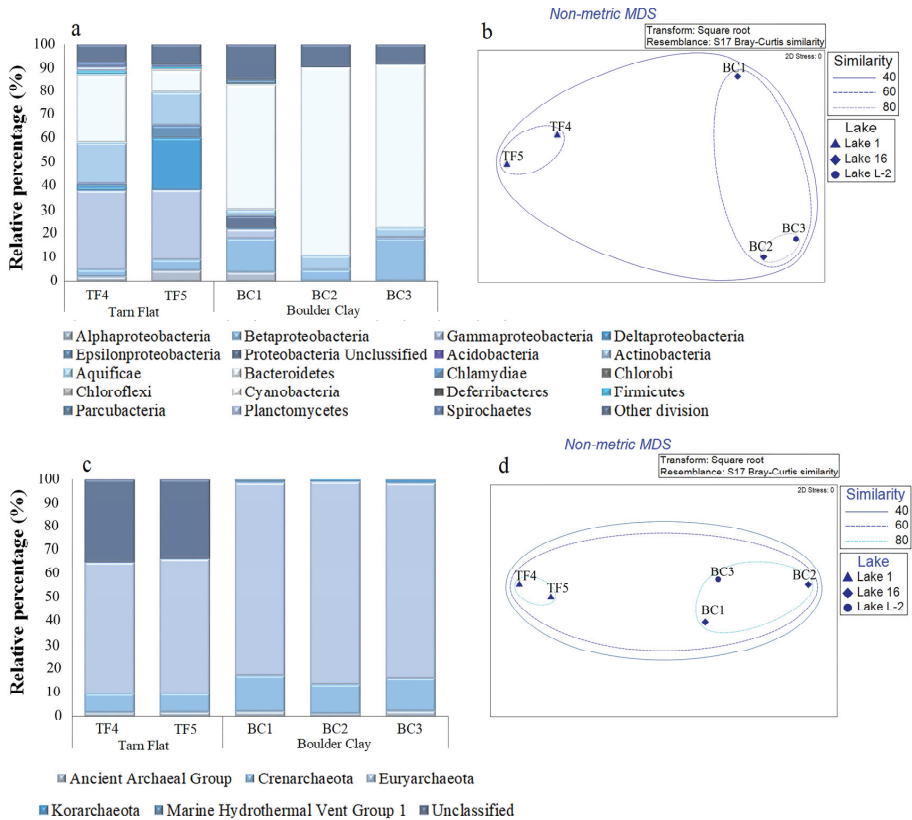 a
Relative percentage (%)
100
90
80
70
60
50
40
30
20
10
0
TF4 TF5 BC1 BC2 BC3
Tarn Flat Boulder Clay
Alphaproteobacteria Betaproteobacteria Gammaproteobacteria Deltaproteobacteria
Epsilonproteobacteria Proteobacteria Unclassified Acidobacteria Actinobacteria
Aquificae Bacteroidetes Chlamydiae Chlorobi
Chloroflexi Cyanobacteria Deferribacteres Firmicutes
Parcubacteria Planctomycetes Spirochaetes Other division
b
Non-metric MDS
Transform: Square root
Resemblance: S17 Bray-Curtis similarity
2D Stress: 0
BC1
TF4
TF5
BC3
BC2
Similarity
40
60
80
Lake
Lake 1
Lake 16
Lake L-2
c
Relative percentage (%)
100
90
80
70
60
50
40
30
20
10
0
TF4 TF5 BC1 BC2 BC3
Tarn Flat Boulder Clay
Ancient Archaeal Group Crenarchaeota Euryarchaeota
Korarchaeota Marine Hydrothermal Vent Group 1 Unclassified
d
Non-metric MDS
Transform: Square root
Resemblance: S17 Bray-Curtis similarity
2D Stress: 0
TF4
TF5
BC3
BC2
BC1
Similarity
40
60
80
Lake
Lake 1
Lake 16
Lake L-2